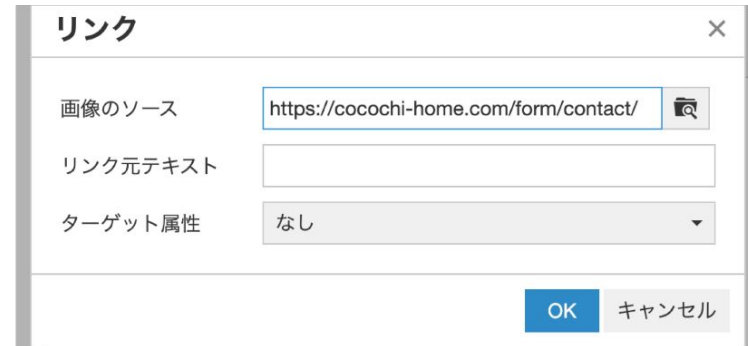 リンク
画像のソース https://cocochi-home.com/form/contact/
リンク元テキスト
ターゲット属性 なし
OK キャンセル